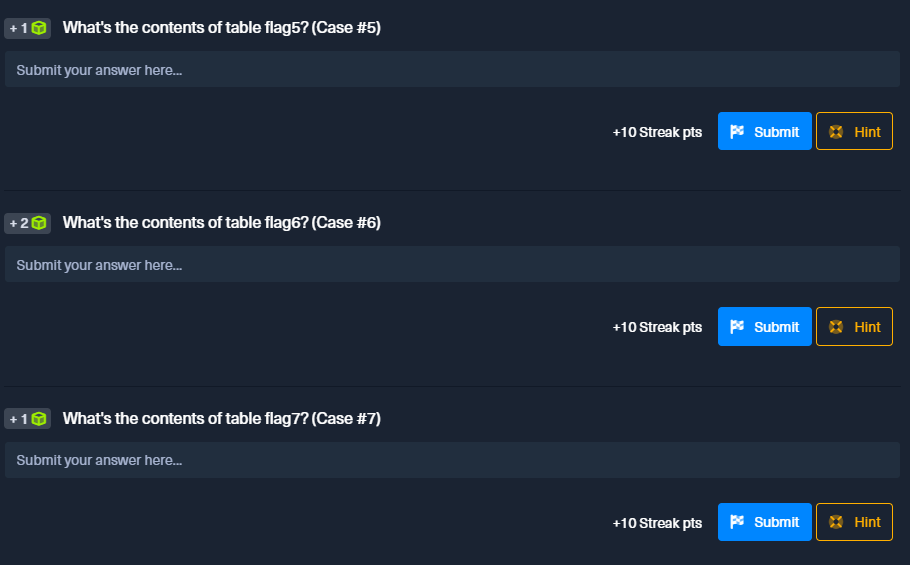 + 1 What's the contents of table flag5? (Case #5)
Submit your answer here...
+10 Streak pts Submit Hint
+ 2 What's the contents of table flag6? (Case #6)
Submit your answer here...
+10 Streak pts Submit Hint
+ 1 What's the contents of table flag7? (Case #7)
Submit your answer here...
+10 Streak pts Submit Hint